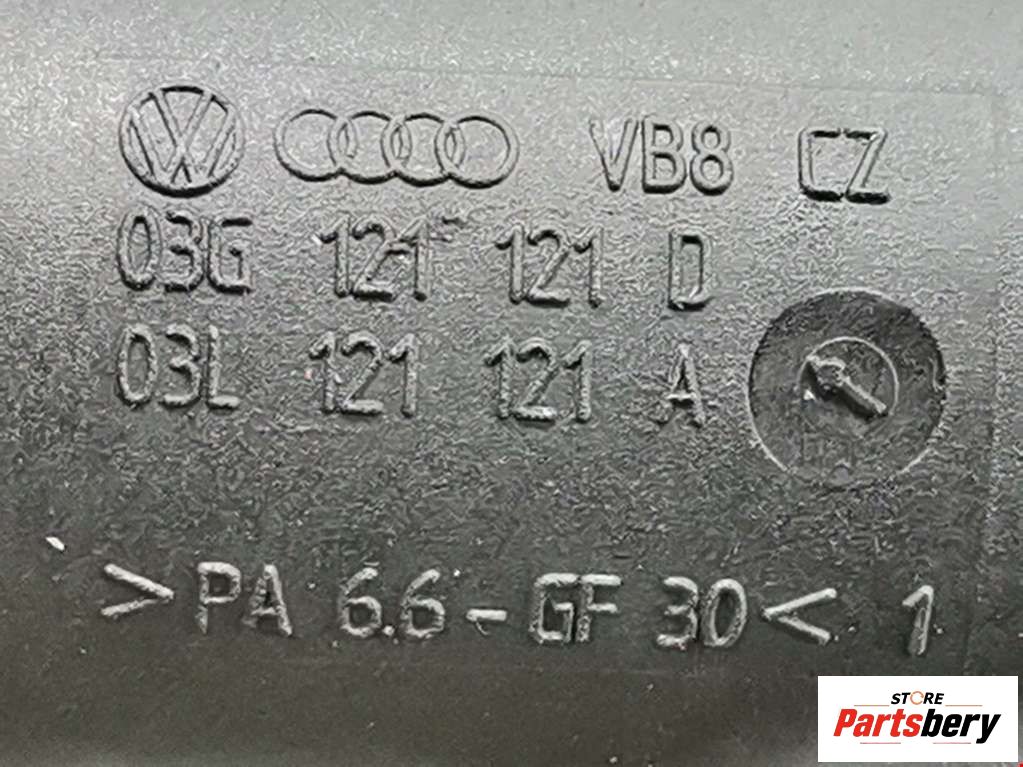 VB8 CZ
03G 121 121 D
03L 121 121 A
>PA 6.6-GF 30< 1
STORE
Partsbery